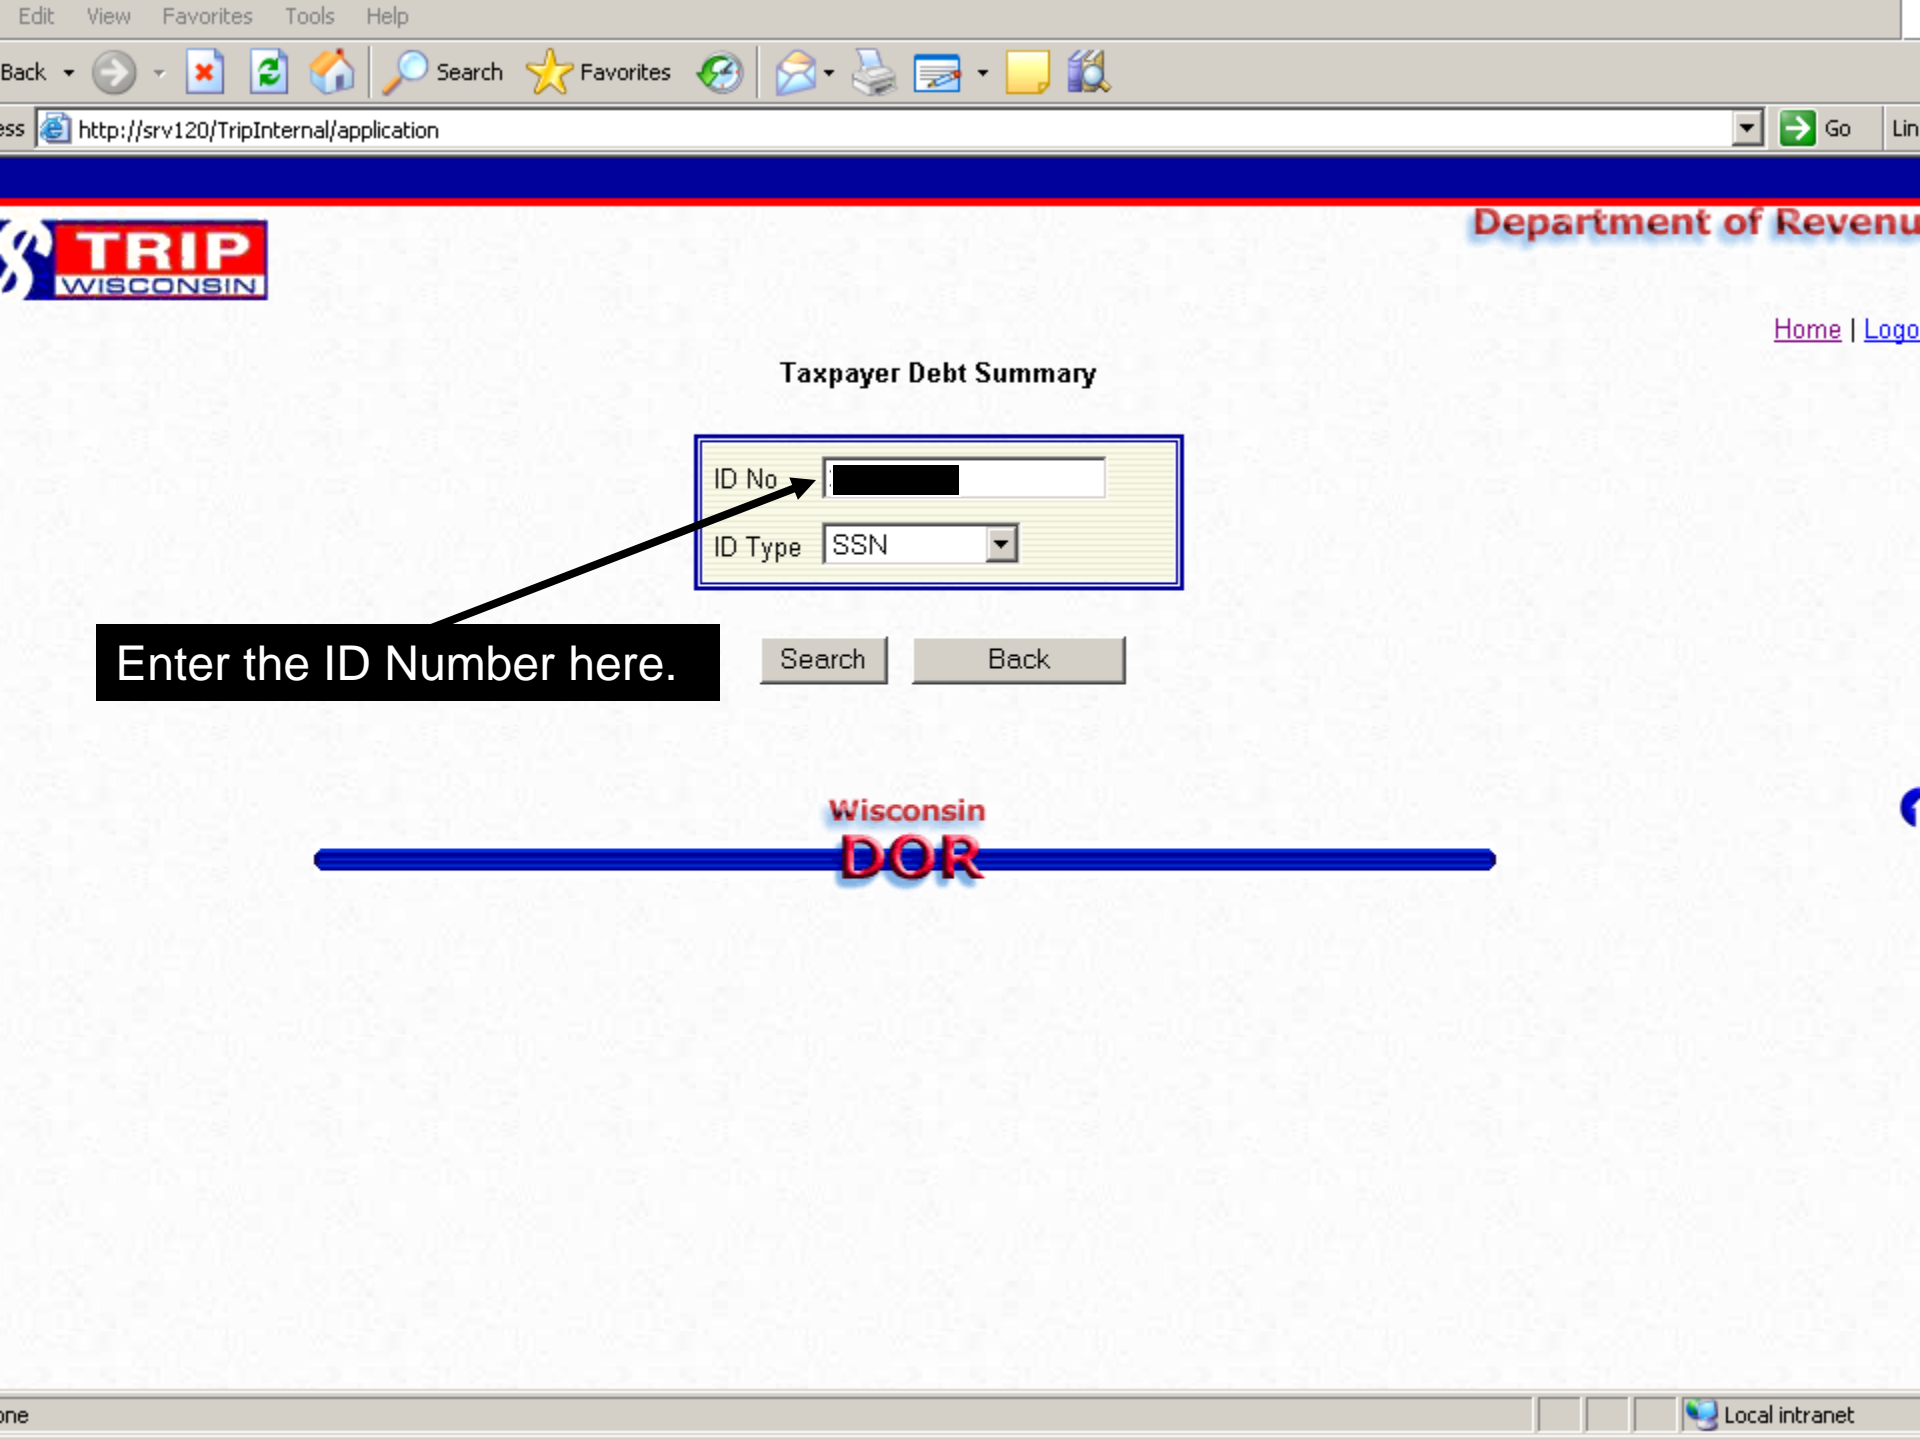 Edit View Favorites Tools Help
Back Search Favorites
ess http://srv120/TripInternal/application Go Lin
TRIP
WISCONSIN
Department of Revenu
Home | Logo
Taxpayer Debt Summary
ID No
ID Type SSN
Enter the ID Number here.
Search Back
Wisconsin
DOR
one Local intranet